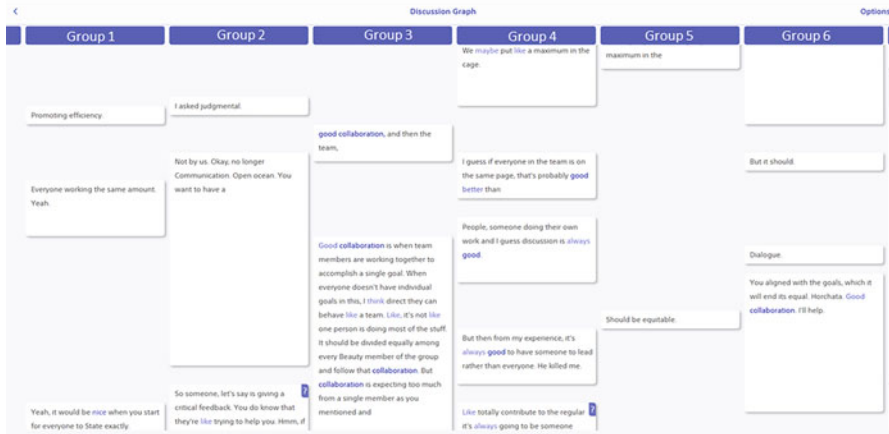 Discussion Graph
Options
Group 1
Group 2
Group 3
Group 4
Group 5
Group 6
Promoting efficiency.
Everyone working the same amount.
Yeah.
Yeah, it would be nice when you start
for everyone to State exactly.
I asked judgmental.
Not by us. Okay, no longer
Communication. Open ocean. You
want to have a
So someone, let's say is giving a
critical feedback. You do know that
they're like trying to help you. Hmm, if
?
good collaboration, and then the
team,
Good collaboration is when team
members are working together to
accomplish a single goal. When
everyone doesn't have individual
goals in this, I think direct they can
behave like a team. Like, it's not like
one person is doing most of the stuff.
It should be divided equally among
every Beauty member of the group
and follow that collaboration. But
collaboration is expecting too much
from a single member as you
mentioned and
We maybe put like a maximum in the
cage.
I guess if everyone in the team is on
the same page, that's probably good
better than
People, someone doing their own
work and I guess discussion is always
good.
But then from my experience, it's
always good to have someone to lead
rather than everyone. He killed me.
Like totally contribute to the regular
it's always going to be someone
?
maximum in the
Should be equitable.
But it should.
Dialogue.
You aligned with the goals, which it
will end its equal. Horchata. Good
collaboration. I'll help.